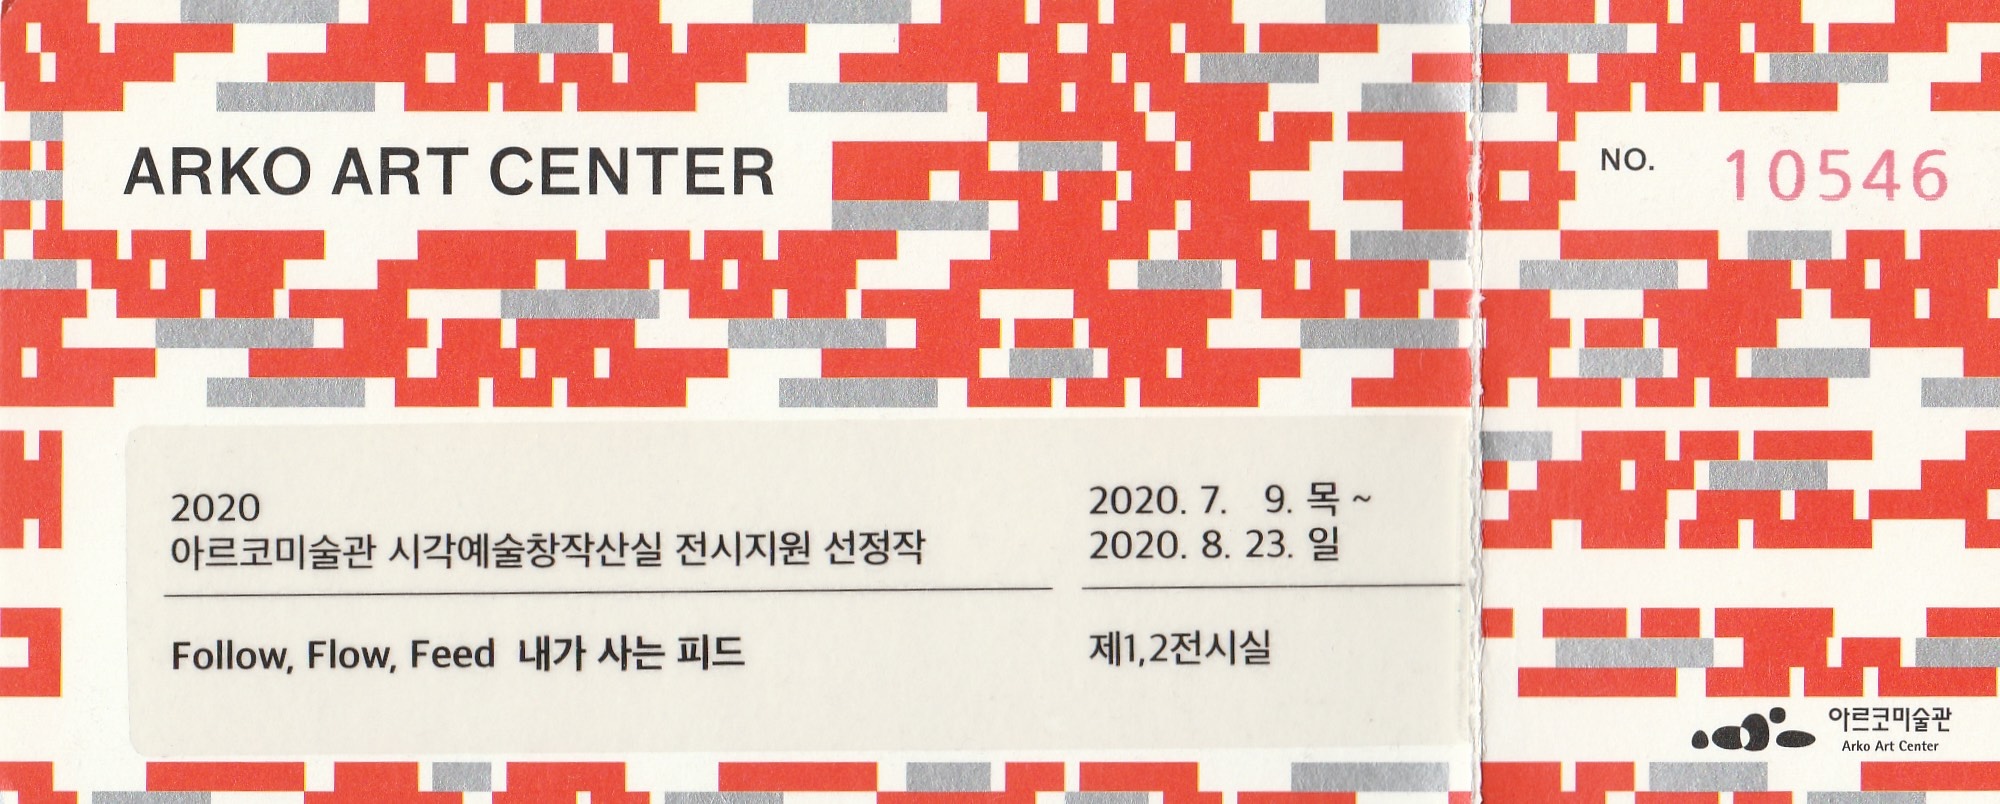 ARKO ART CENTER
NO. 10546
2020
아르코미술관 시각예술창작산실 전시지원 선정작
2020. 7. 9. 목 ~
2020. 8. 23. 일
Follow, Flow, Feed 내가 사는 피드
제1,2전시실
아르코미술관
Arko Art Center